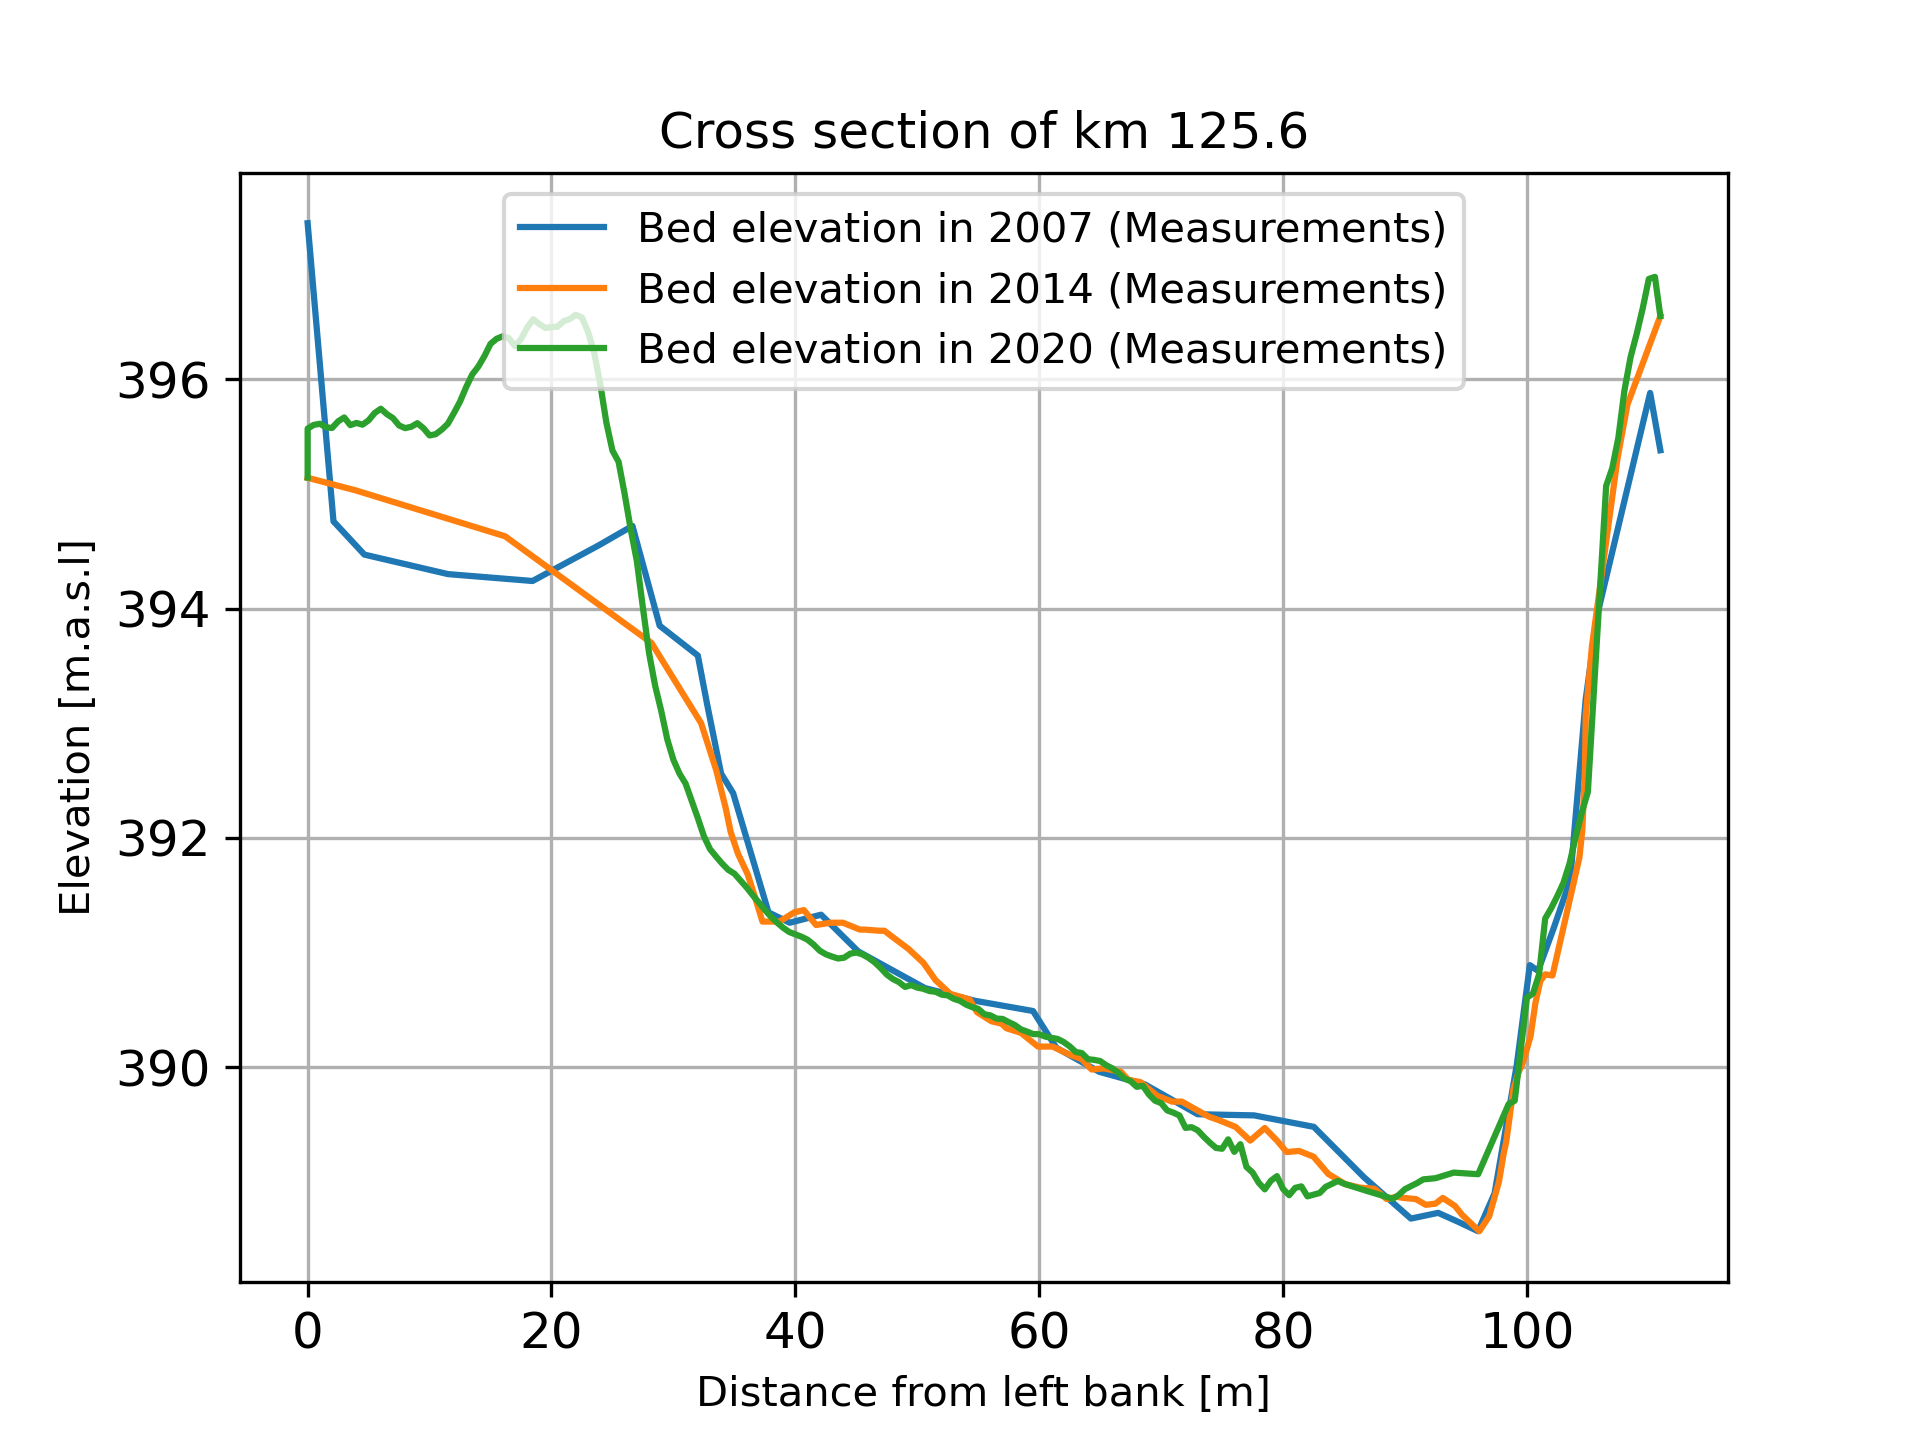 Cross section of km 125.6
Bed elevation in 2007 (Measurements)
Bed elevation in 2014 (Measurements)
Bed elevation in 2020 (Measurements)
Elevation [m.a.s.l]
396
394
392
390
0 20 40 60 80 100
Distance from left bank [m]